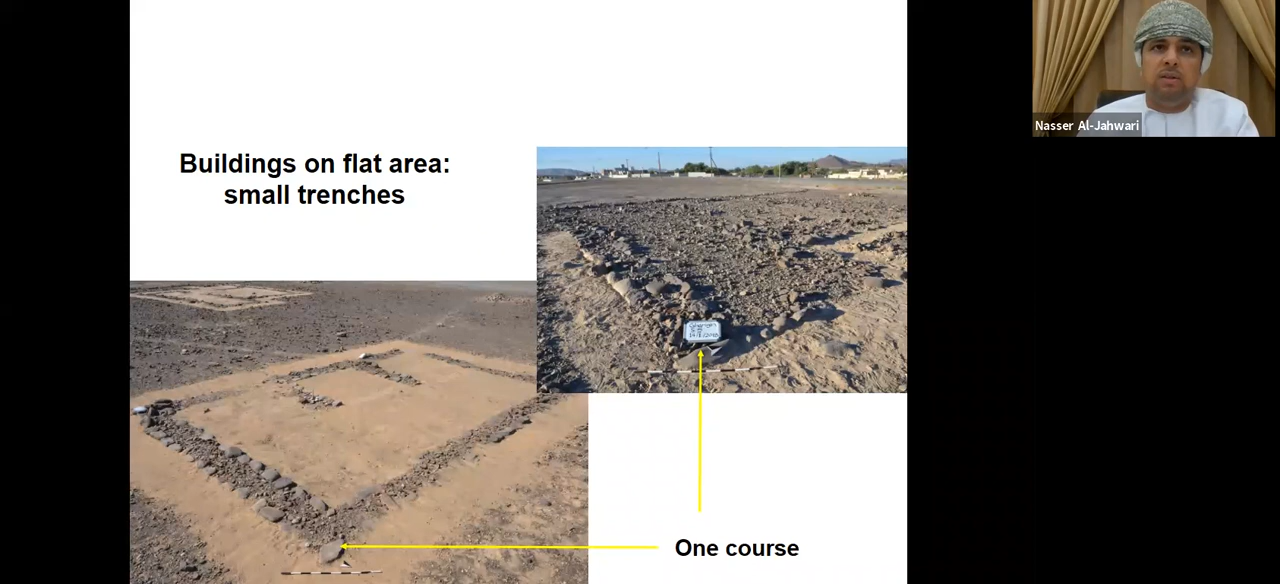 Buildings on flat area:
small trenches
One course
Nasser Al-Jahwari